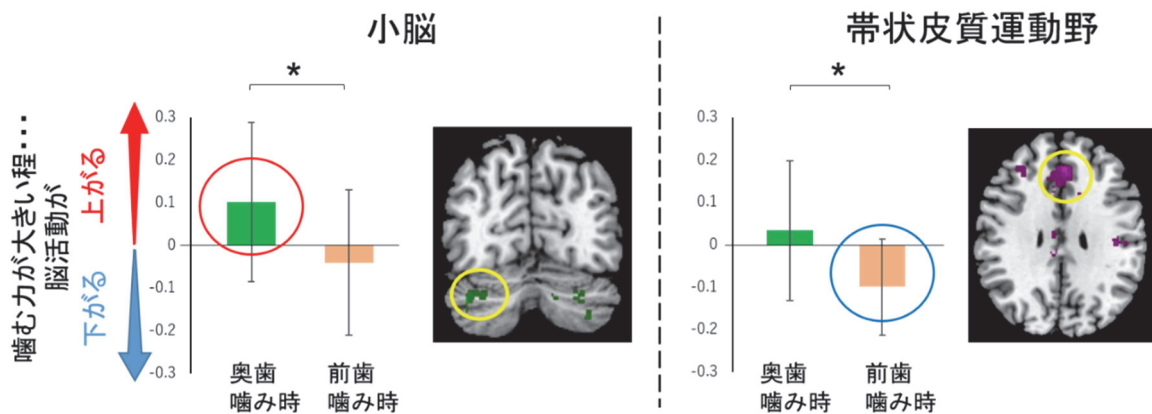 小脳
帯状皮質運動野
噛む力が大きい程・・・
脳活動が
上がる
下がる
*
0.3
0.2
0.1
0
-0.1
-0.2
-0.3
奥歯
噛み時
前歯
噛み時
*
0.3
0.2
0.1
0
-0.1
-0.2
-0.3
奥歯
噛み時
前歯
噛み時